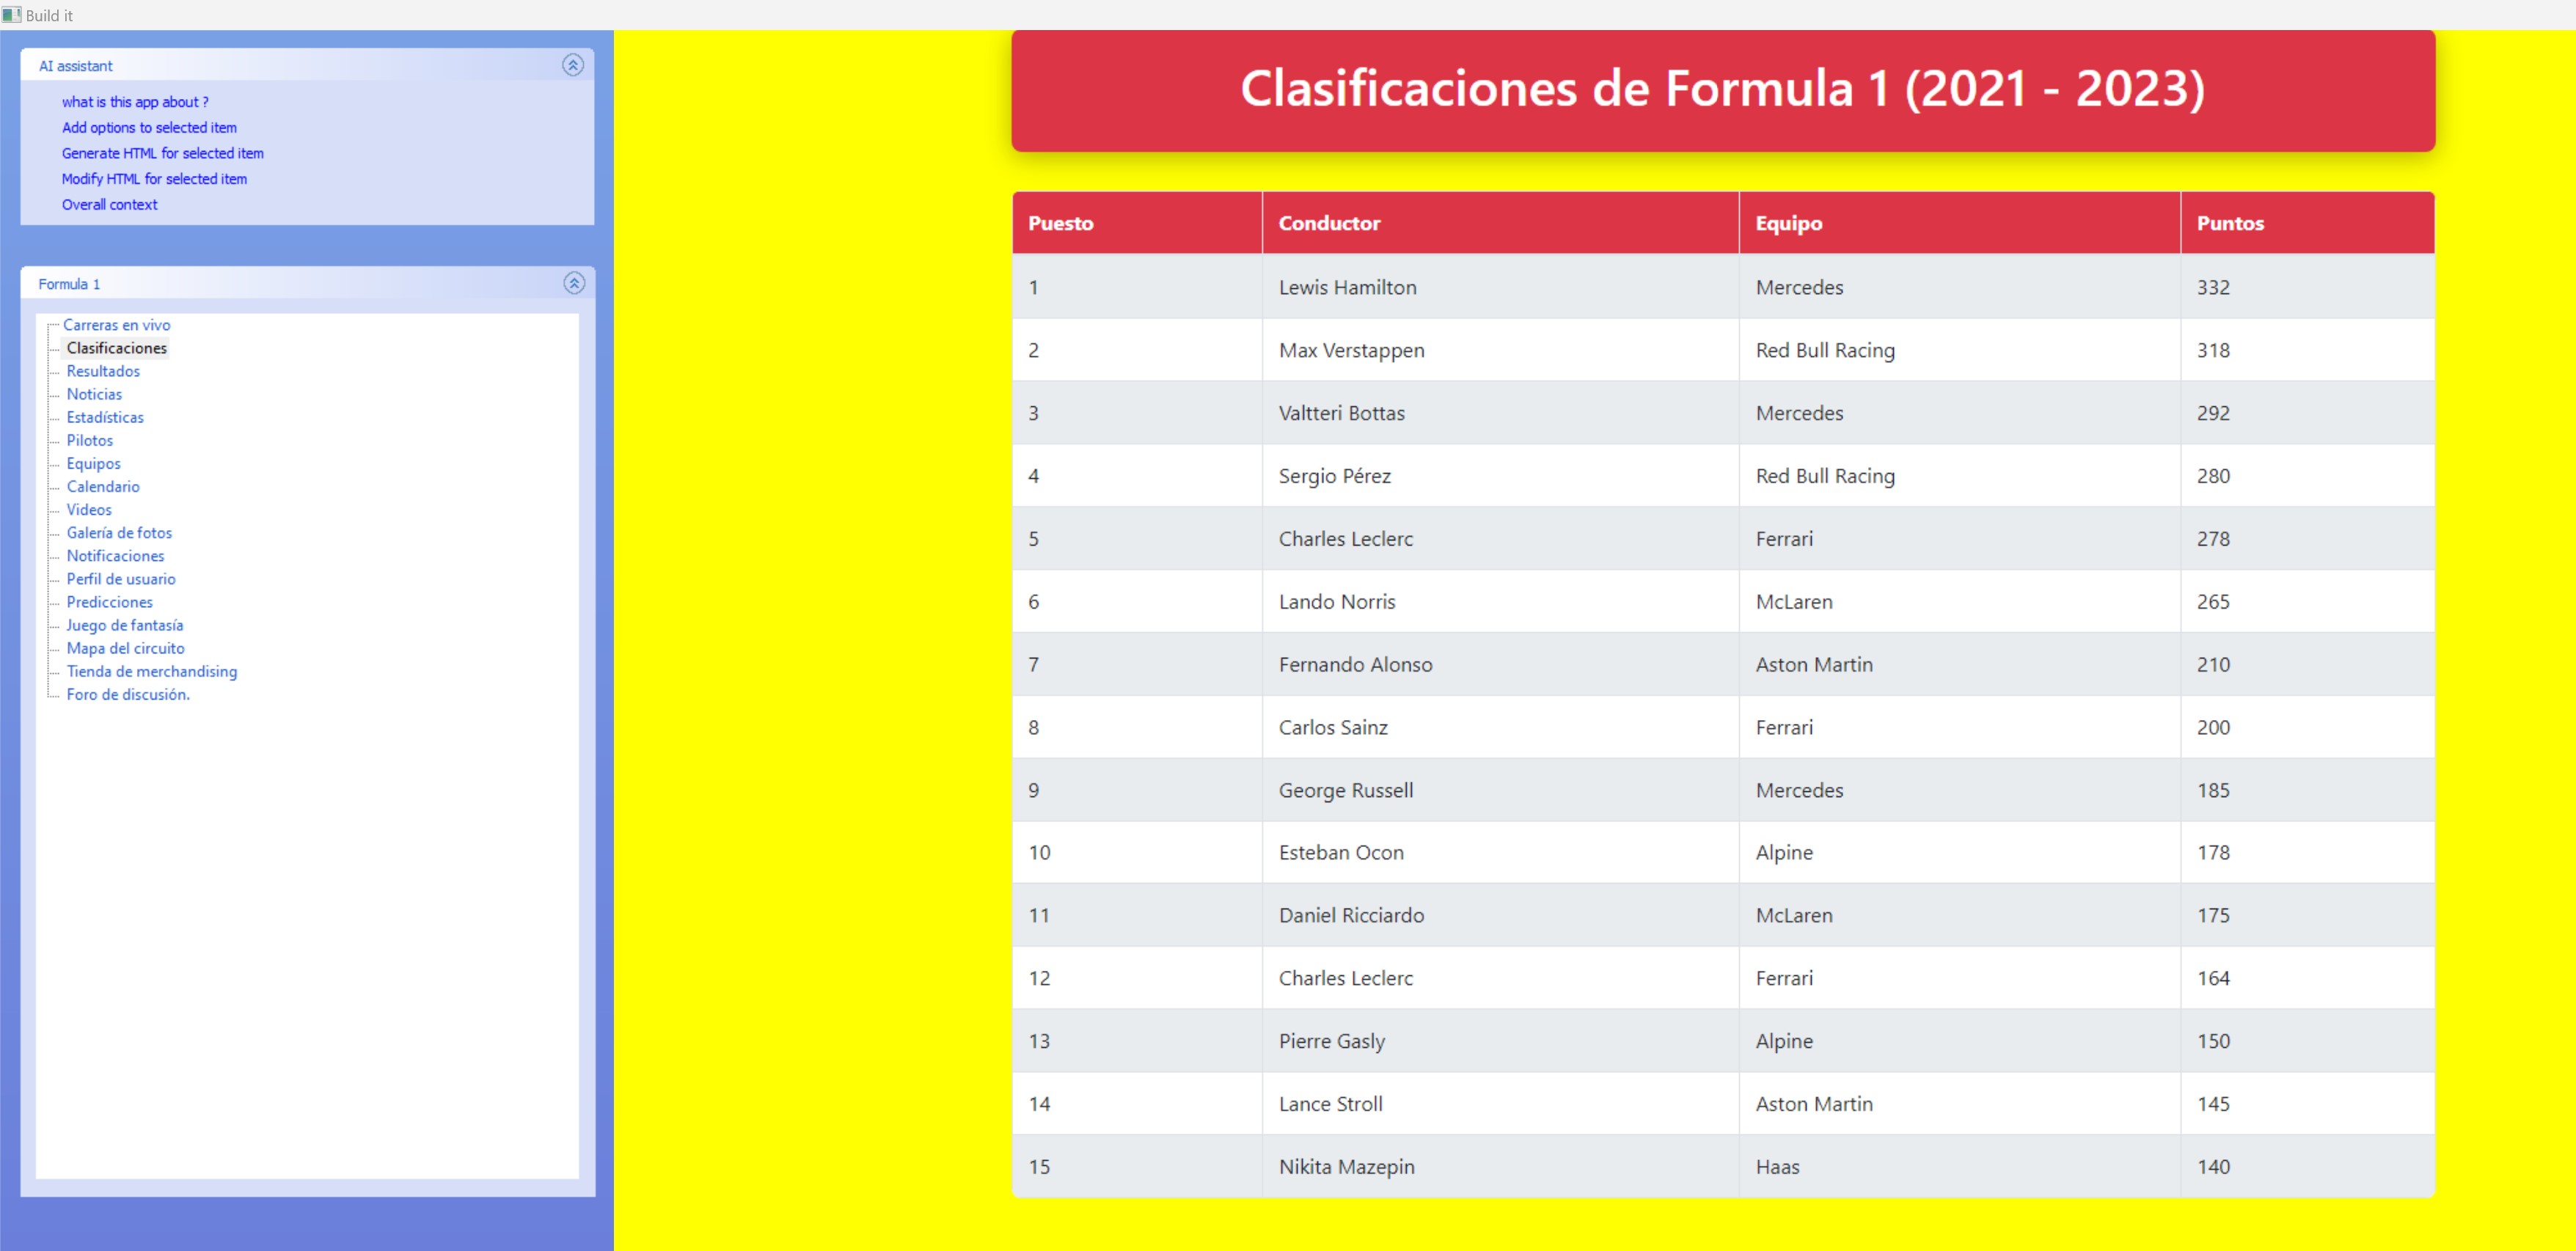 Build it
AI assistant
what is this app about ?
Add options to selected item
Generate HTML for selected item
Modify HTML for selected item
Overall context
Formula 1
Carreras en vivo
Clasificaciones
Resultados
Noticias
Estadísticas
Pilotos
Equipos
Calendario
Videos
Galería de fotos
Notificaciones
Perfil de usuario
Predicciones
Juego de fantasía
Mapa del circuito
Tienda de merchandising
Foro de discusión.
Clasificaciones de Formula 1 (2021 - 2023)
Puesto Conductor Equipo Puntos
1 Lewis Hamilton Mercedes 332
2 Max Verstappen Red Bull Racing 318
3 Valtteri Bottas Mercedes 292
4 Sergio Pérez Red Bull Racing 280
5 Charles Leclerc Ferrari 278
6 Lando Norris McLaren 265
7 Fernando Alonso Aston Martin 210
8 Carlos Sainz Ferrari 200
9 George Russell Mercedes 185
10 Esteban Ocon Alpine 178
11 Daniel Ricciardo McLaren 175
12 Charles Leclerc Ferrari 164
13 Pierre Gasly Alpine 150
14 Lance Stroll Aston Martin 145
15 Nikita Mazepin Haas 140